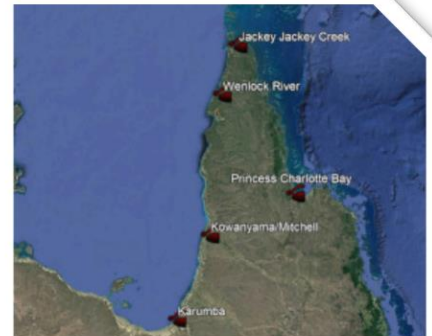 Jackey Jackey Creek
Wenlock River
Princess Charlotte Bay
Kowanyama/Mitchell
Karumba